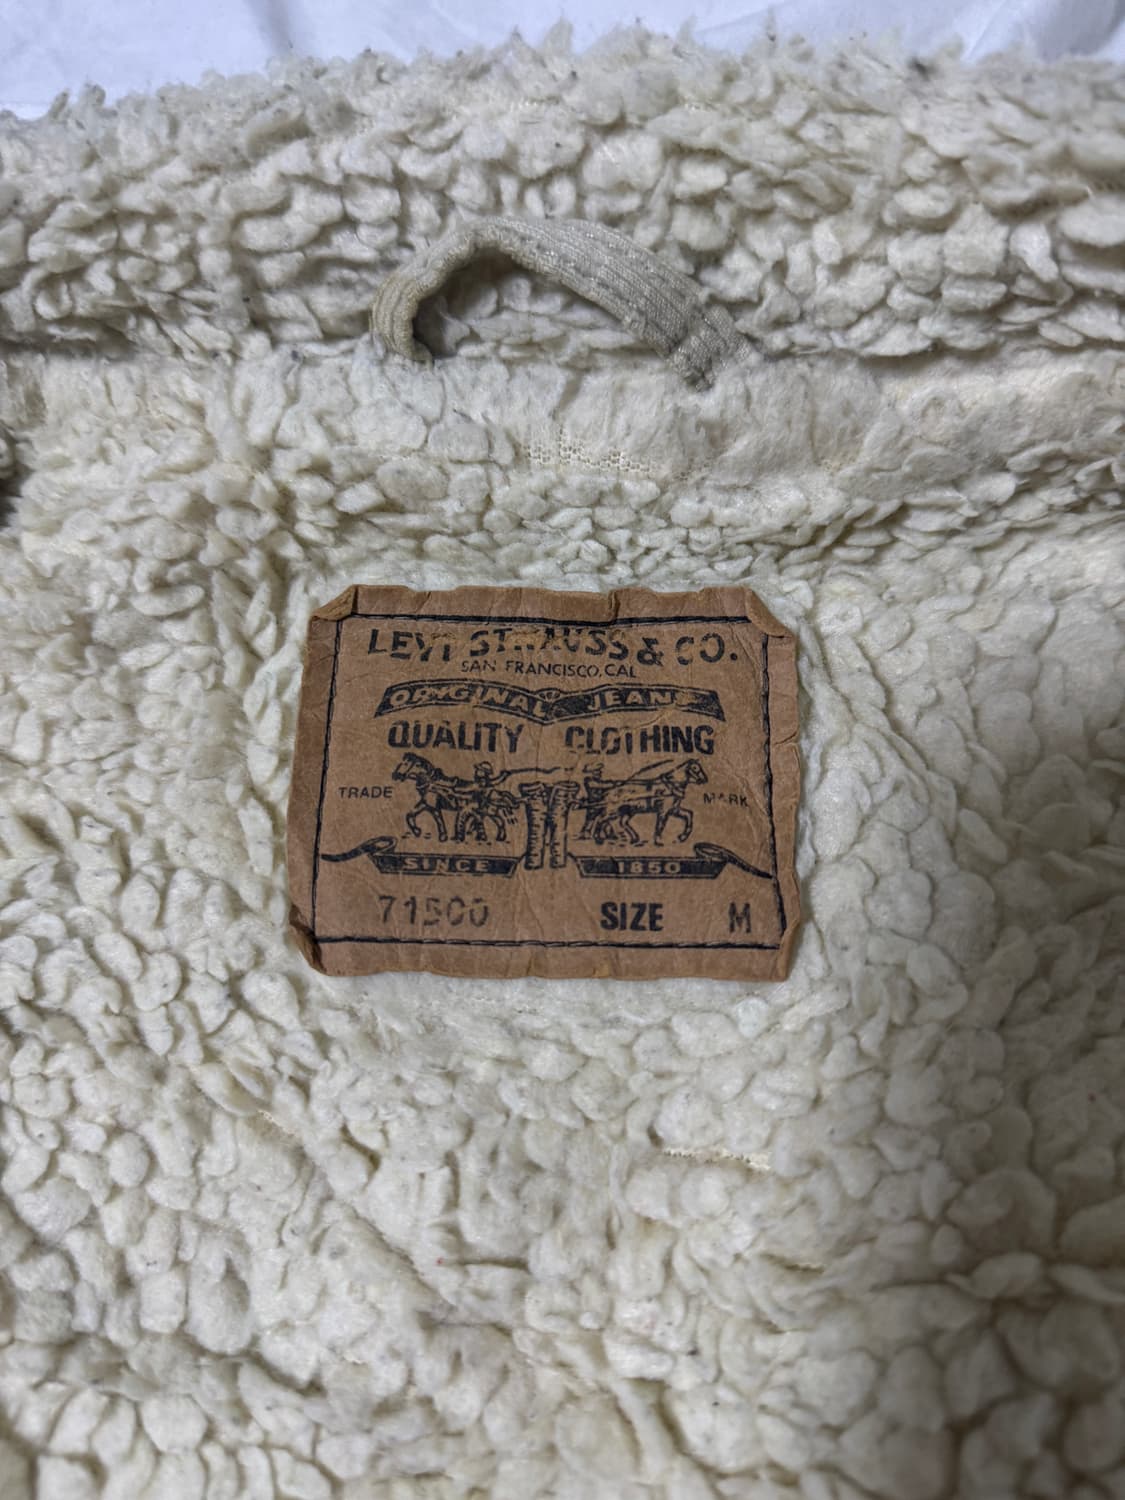 LEVI STRAUSS & CO.
SAN FRANCISCO, CAL
ORIGINAL JEANS
QUALITY CLOTHING
TRADE MARK
SINCE 1850
71500 SIZE M